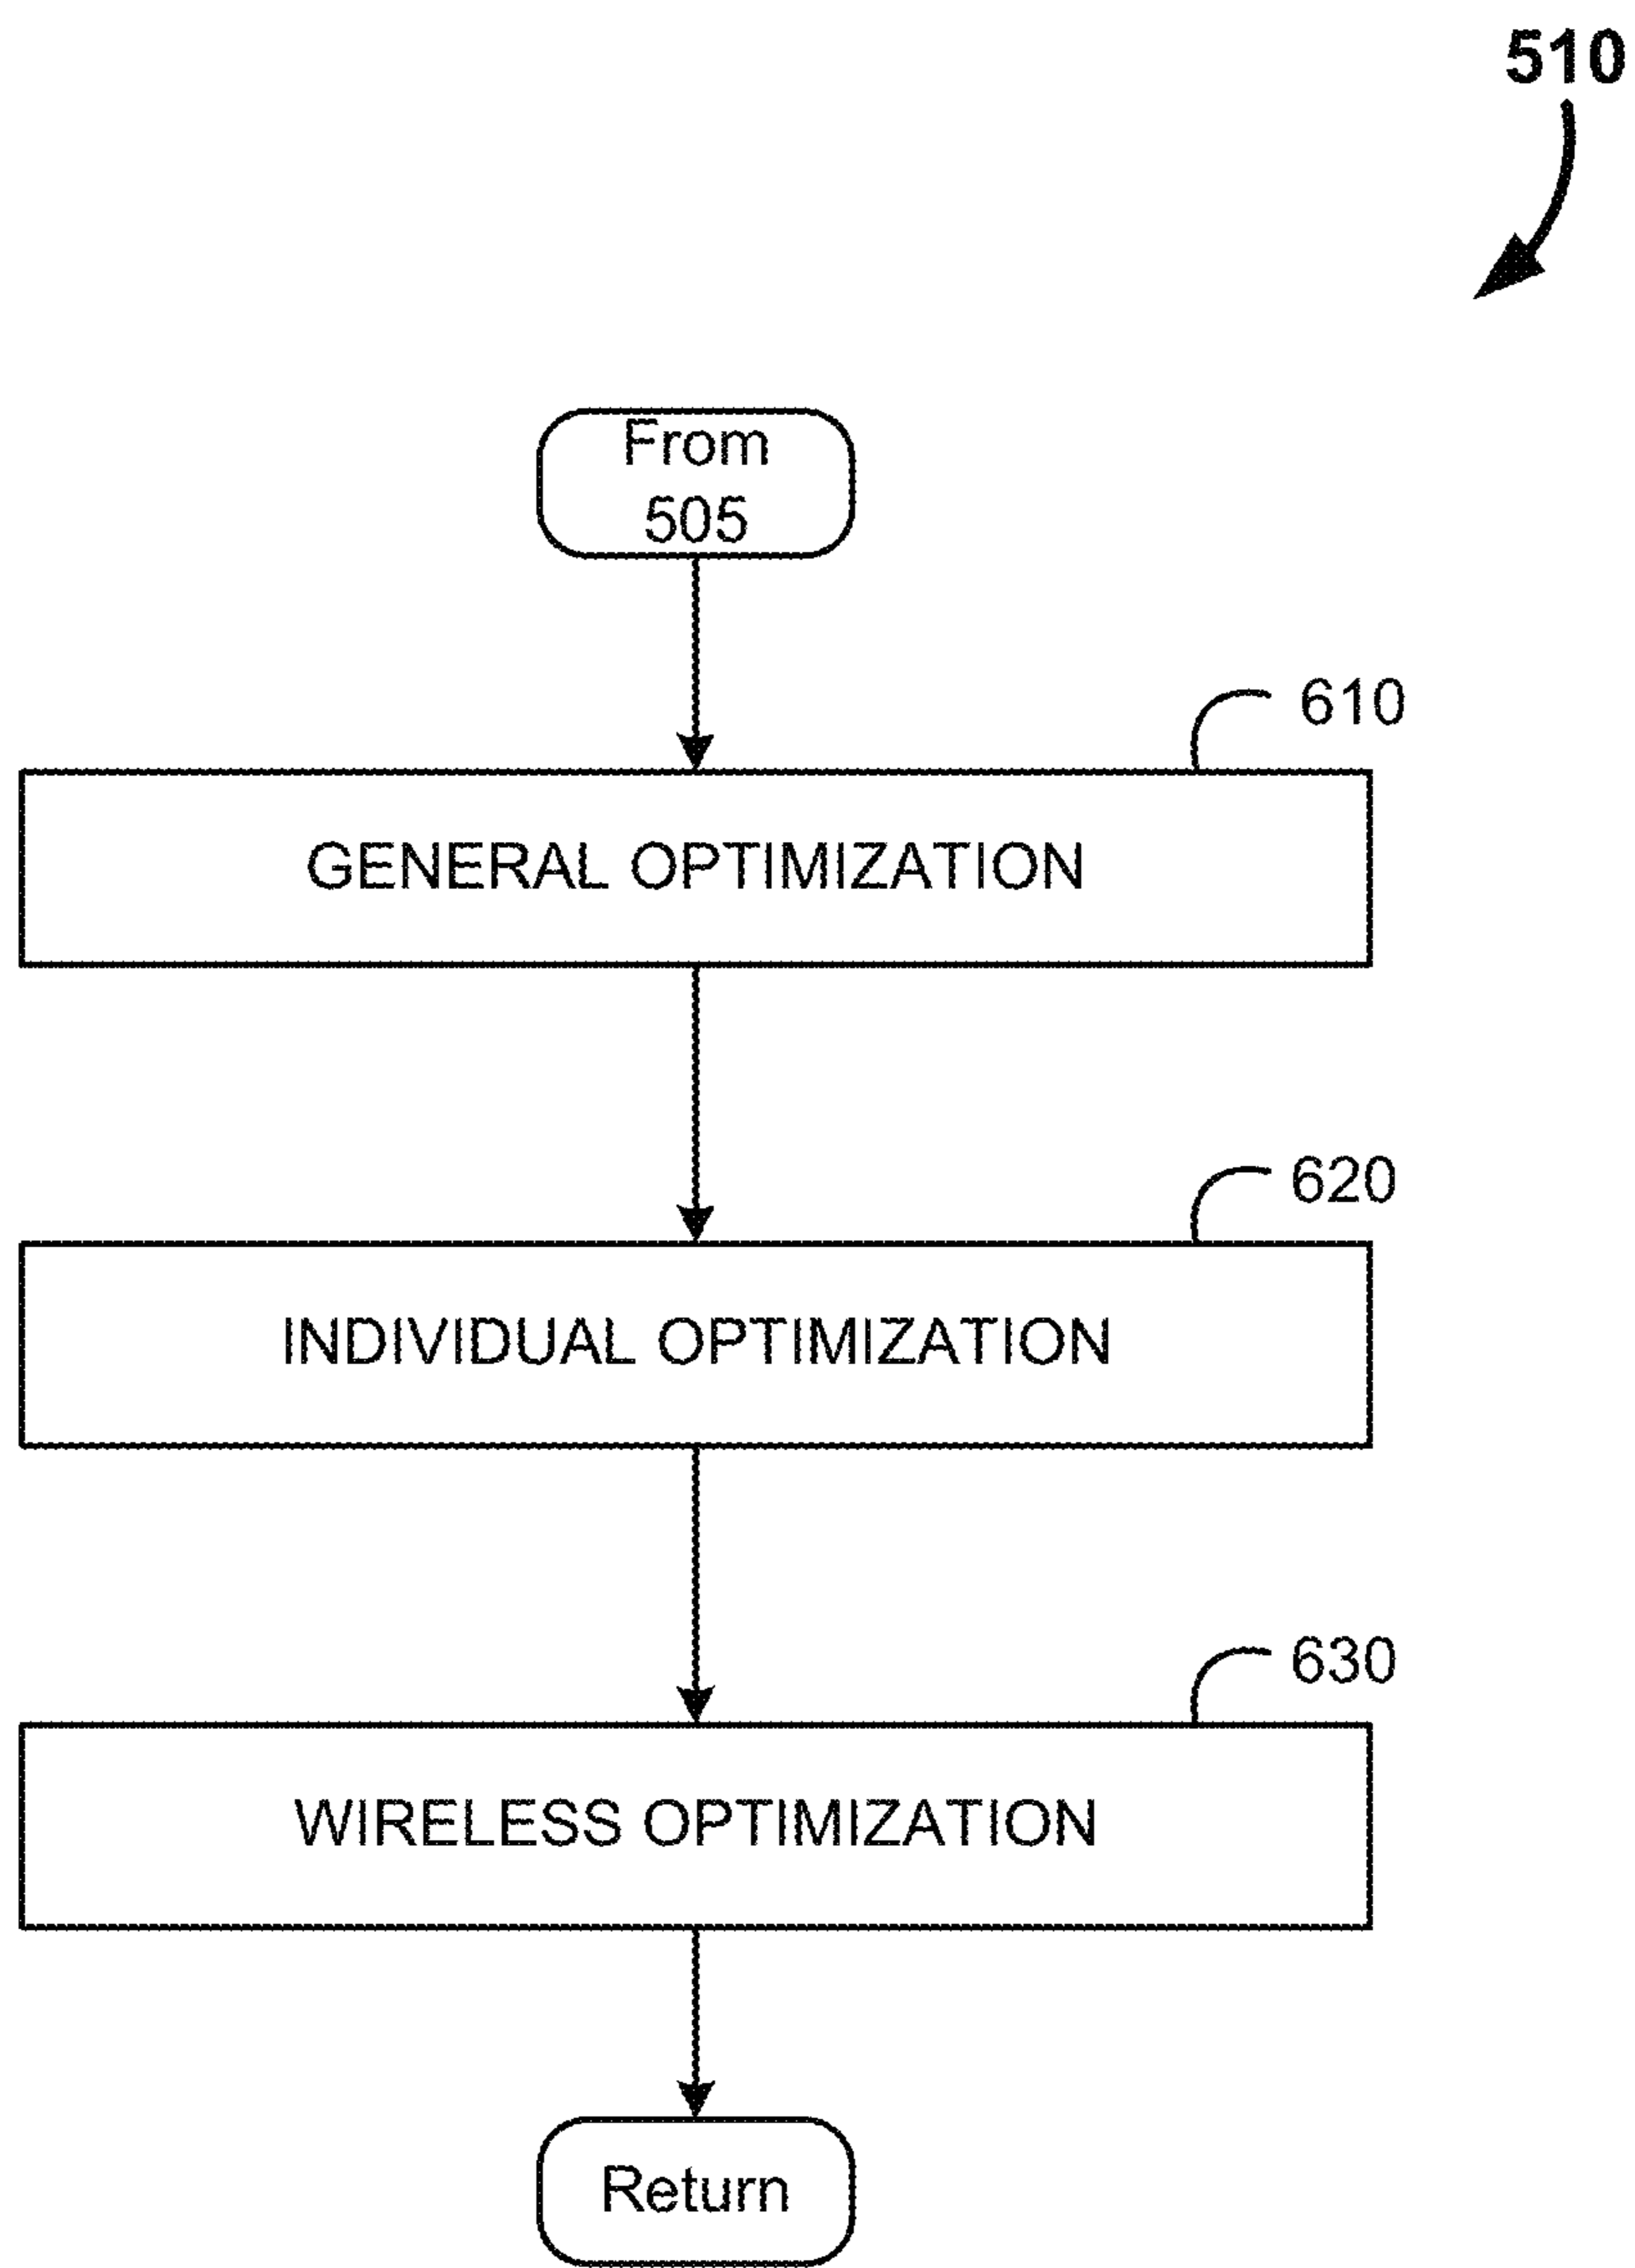 510
From
505
610
GENERAL OPTIMIZATION
620
INDIVIDUAL OPTIMIZATION
630
WIRELESS OPTIMIZATION
Return